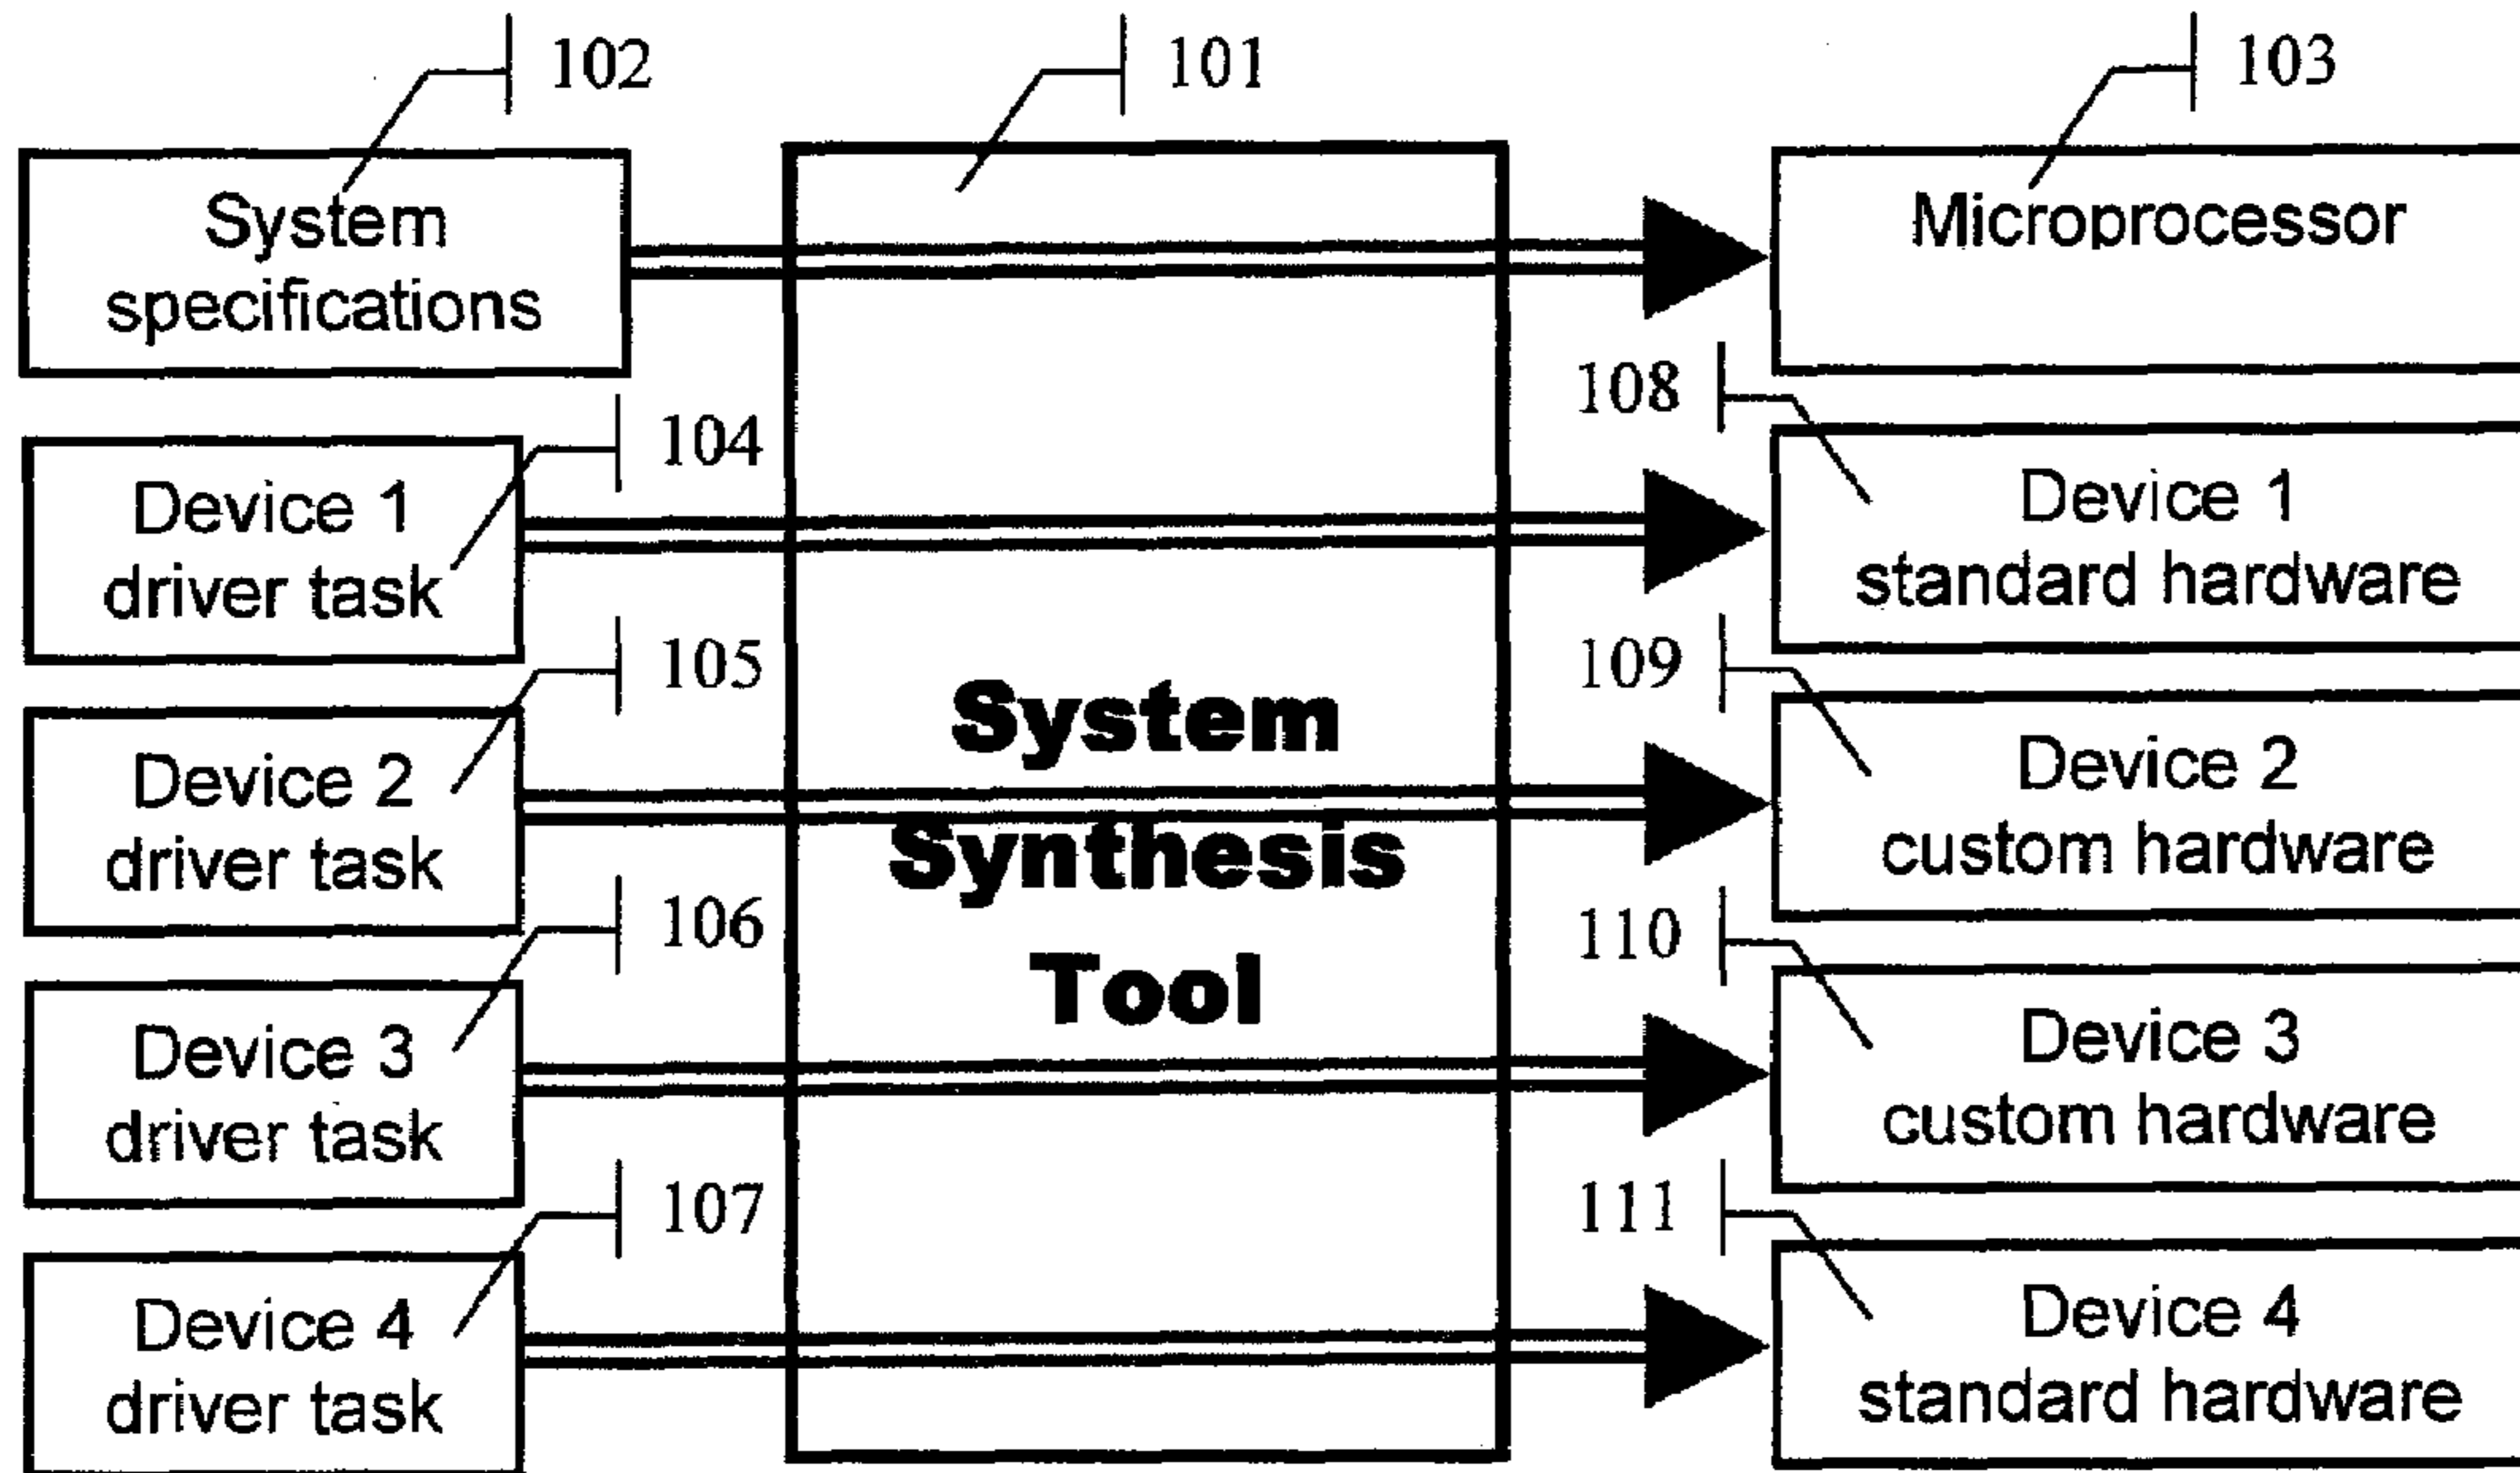 102
101
103
System
specifications
Microprocessor
104
108
Device 1
driver task
Device 1
standard hardware
105
109
Device 2
driver task
System
Synthesis
Tool
Device 2
custom hardware
106
110
Device 3
driver task
Device 3
custom hardware
107
111
Device 4
driver task
Device 4
standard hardware